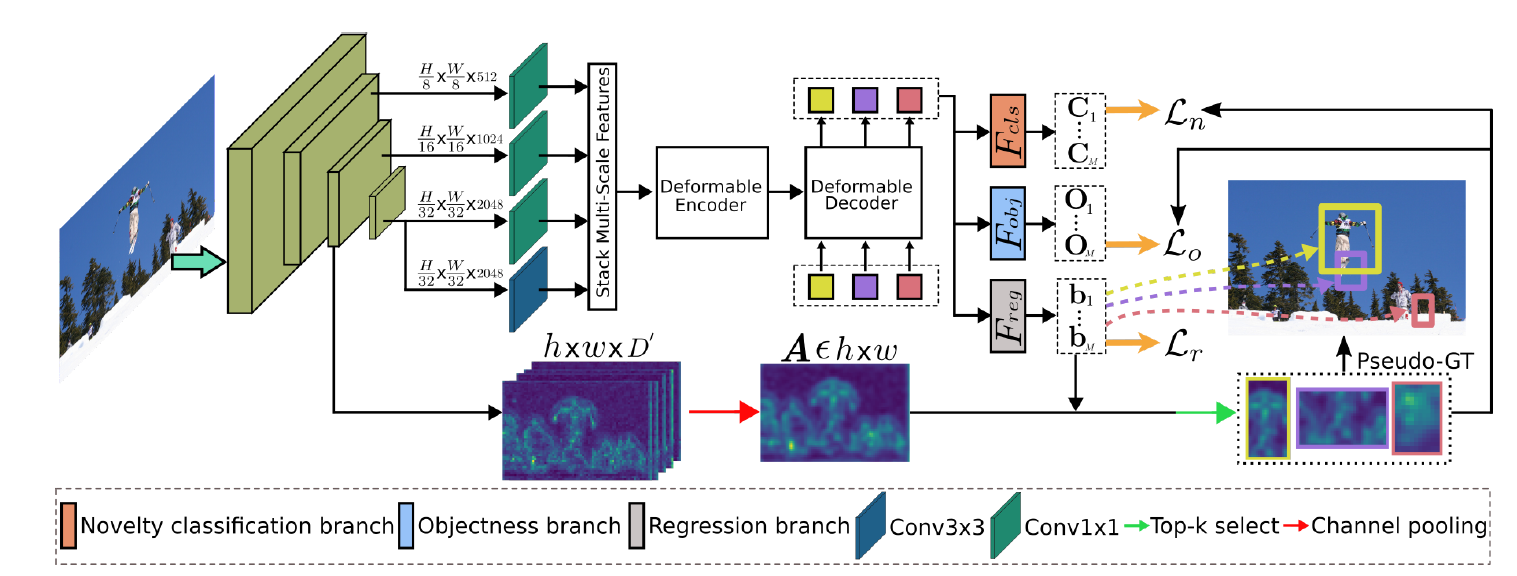 H/8 x W/8 x512
H/16 x W/16 x1024
H/32 x W/32 x2048
H/32 x W/32 x2048
Stack Multi-Scale Features
Deformable
Encoder
Deformable
Decoder
F_cls
F_obj
F_reg
C_1
⋮
C_M
O_1
⋮
O_M
b_1
⋮
b_M
ℒ_n
ℒ_o
ℒ_r
Pseudo-GT
h x w x D′
A ϵ h x w
Novelty classification branch
Objectness branch
Regression branch
Conv3x3
Conv1x1
Top-k select
Channel pooling